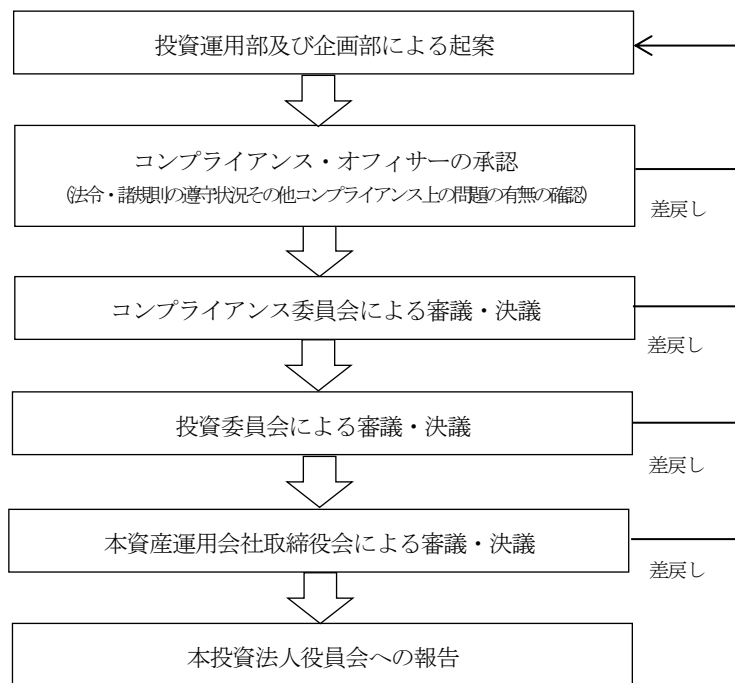 投資運用部及び企画部による起案
コンプライアンス・オフィサーの承認
(法令・諸規則の遵守状況その他コンプライアンス上の問題の有無の確認)
差戻し
コンプライアンス委員会による審議・決議
差戻し
投資委員会による審議・決議
差戻し
本資産運用会社取締役会による審議・決議
差戻し
本投資法人役員会への報告